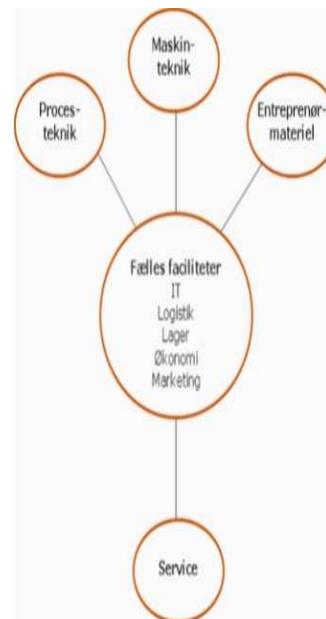 Maskin-
teknik
Proces-
teknik
Entreprenør-
materiel
Fælles faciliteter
IT
Logistik
Lager
Økonomi
Marketing
Service